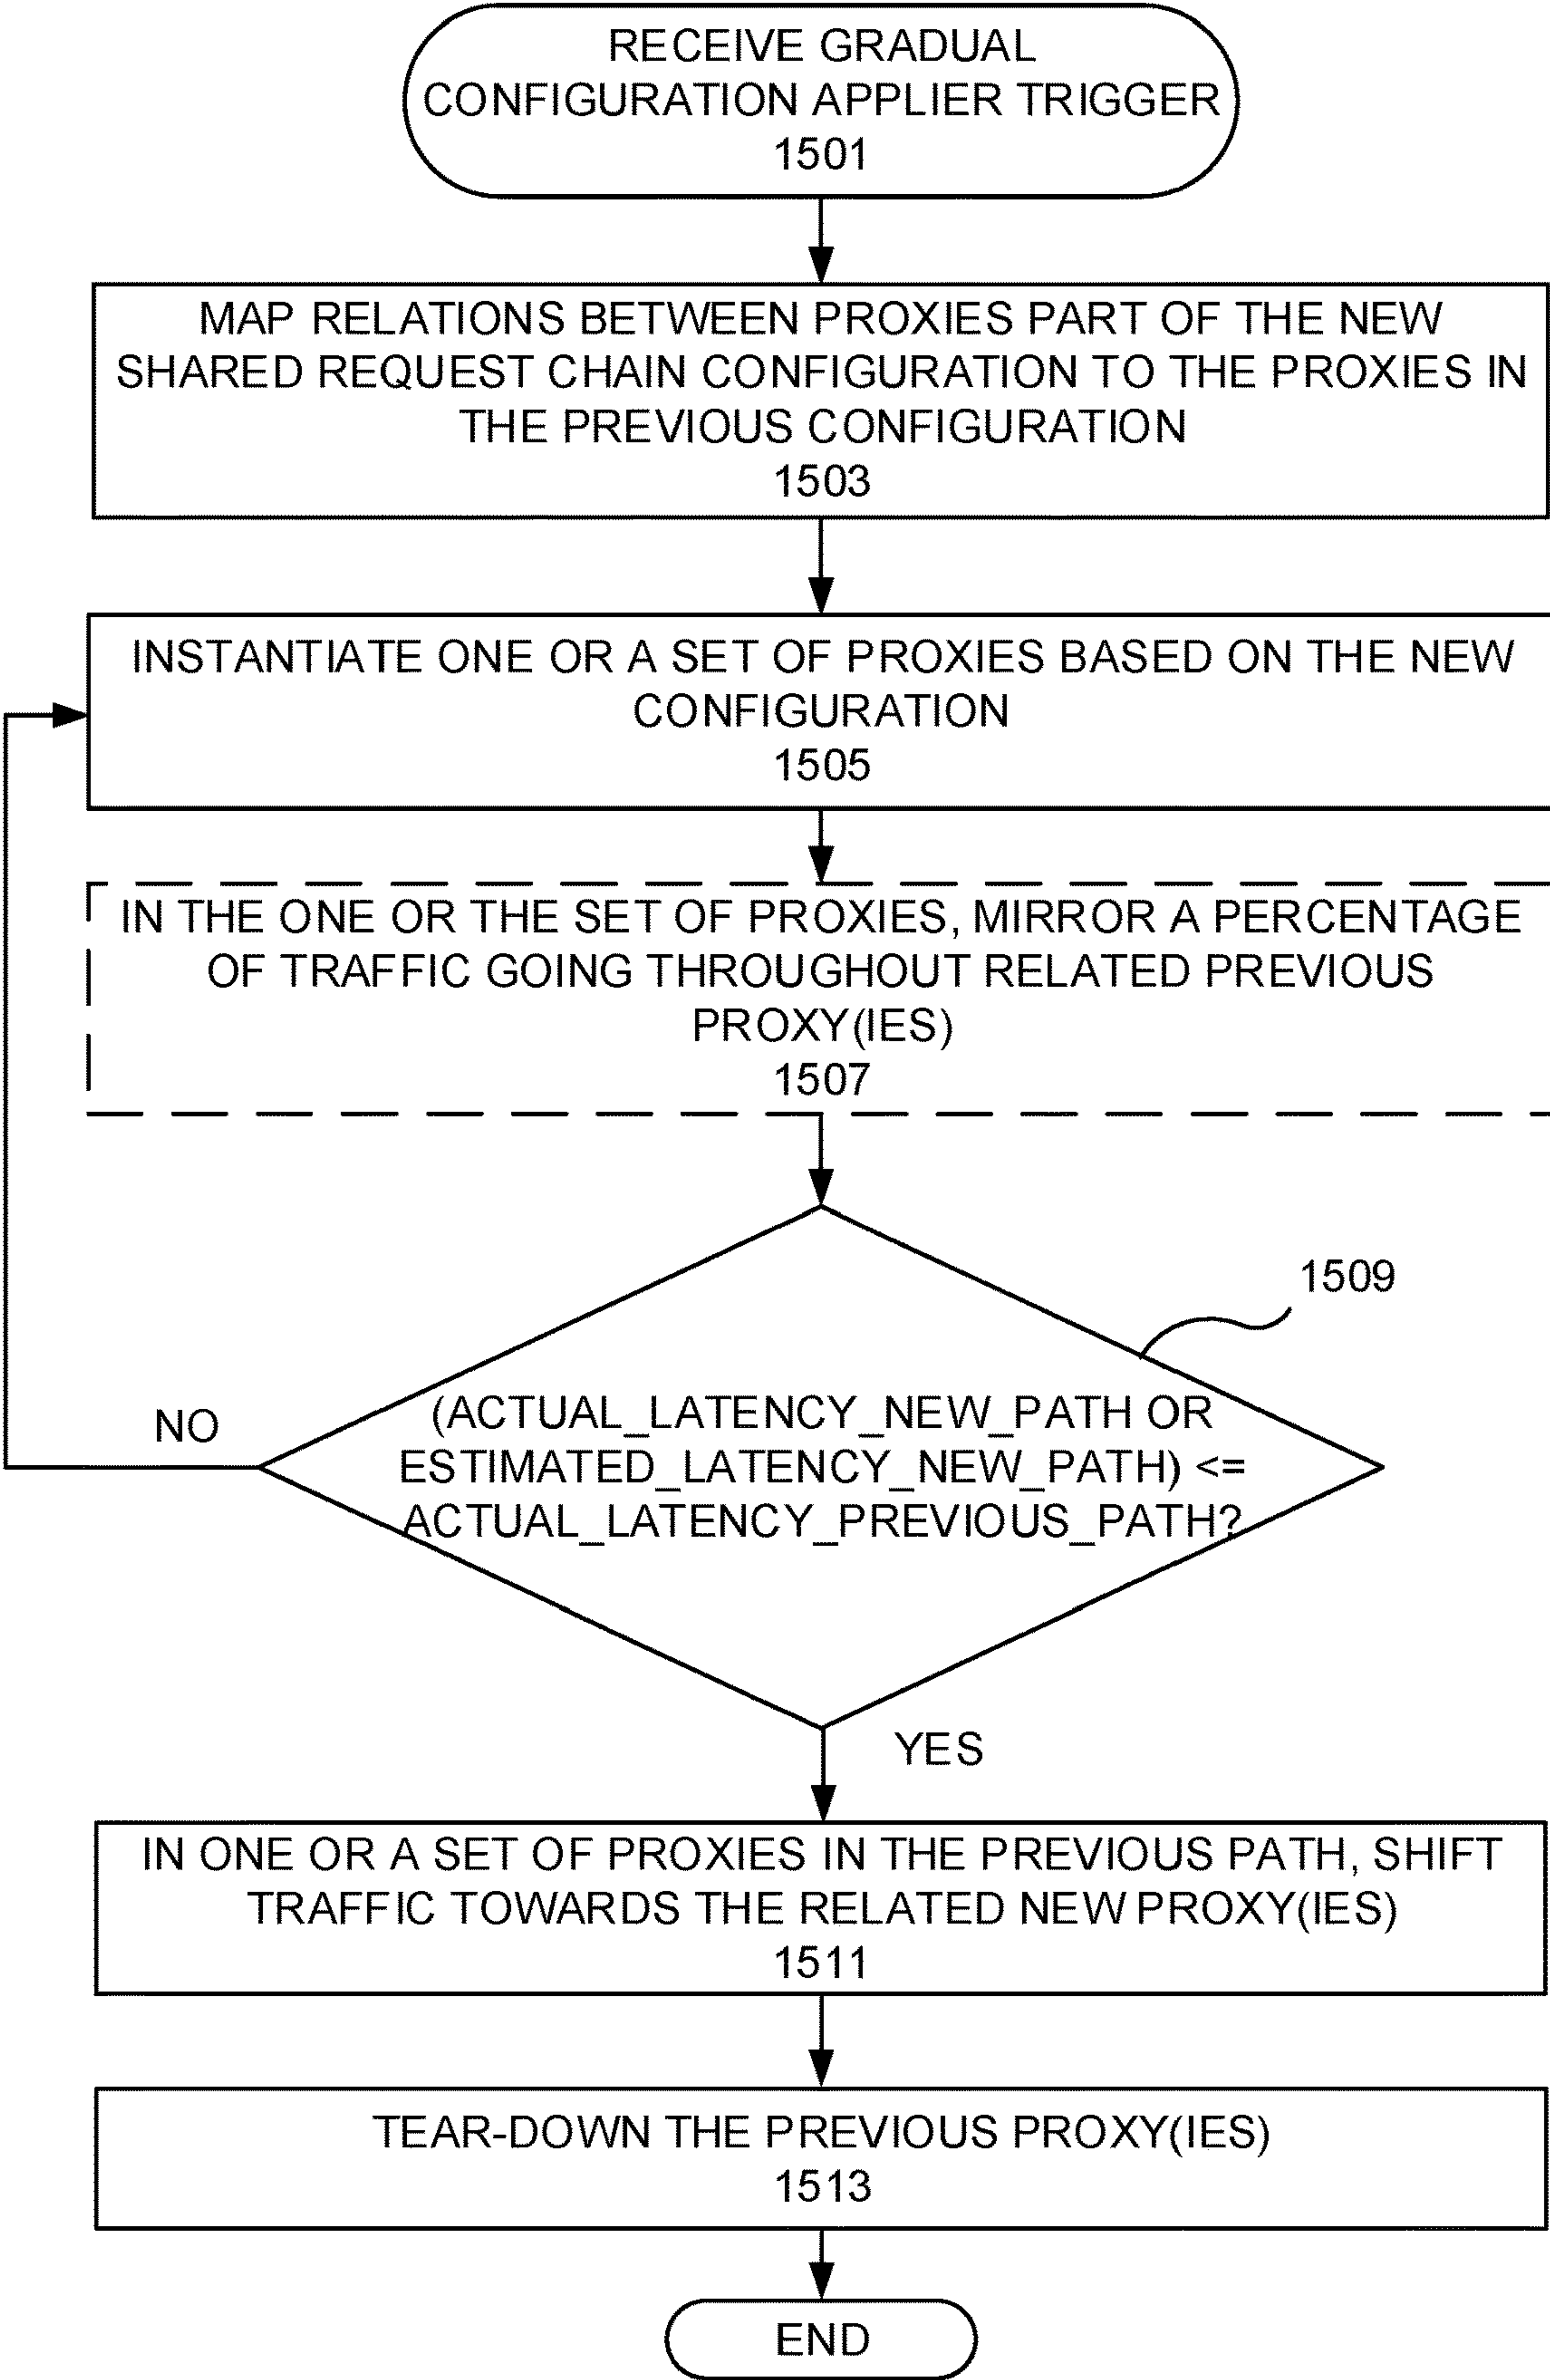 RECEIVE GRADUAL
CONFIGURATION APPLIER TRIGGER
1501
MAP RELATIONS BETWEEN PROXIES PART OF THE NEW
SHARED REQUEST CHAIN CONFIGURATION TO THE PROXIES IN
THE PREVIOUS CONFIGURATION
1503
INSTANTIATE ONE OR A SET OF PROXIES BASED ON THE NEW
CONFIGURATION
1505
IN THE ONE OR THE SET OF PROXIES, MIRROR A PERCENTAGE
OF TRAFFIC GOING THROUGHOUT RELATED PREVIOUS
PROXY(IES)
1507
1509
NO
(ACTUAL_LATENCY_NEW_PATH OR
ESTIMATED_LATENCY_NEW_PATH) <=
ACTUAL_LATENCY_PREVIOUS_PATH?
YES
IN ONE OR A SET OF PROXIES IN THE PREVIOUS PATH, SHIFT
TRAFFIC TOWARDS THE RELATED NEW PROXY(IES)
1511
TEAR-DOWN THE PREVIOUS PROXY(IES)
1513
END